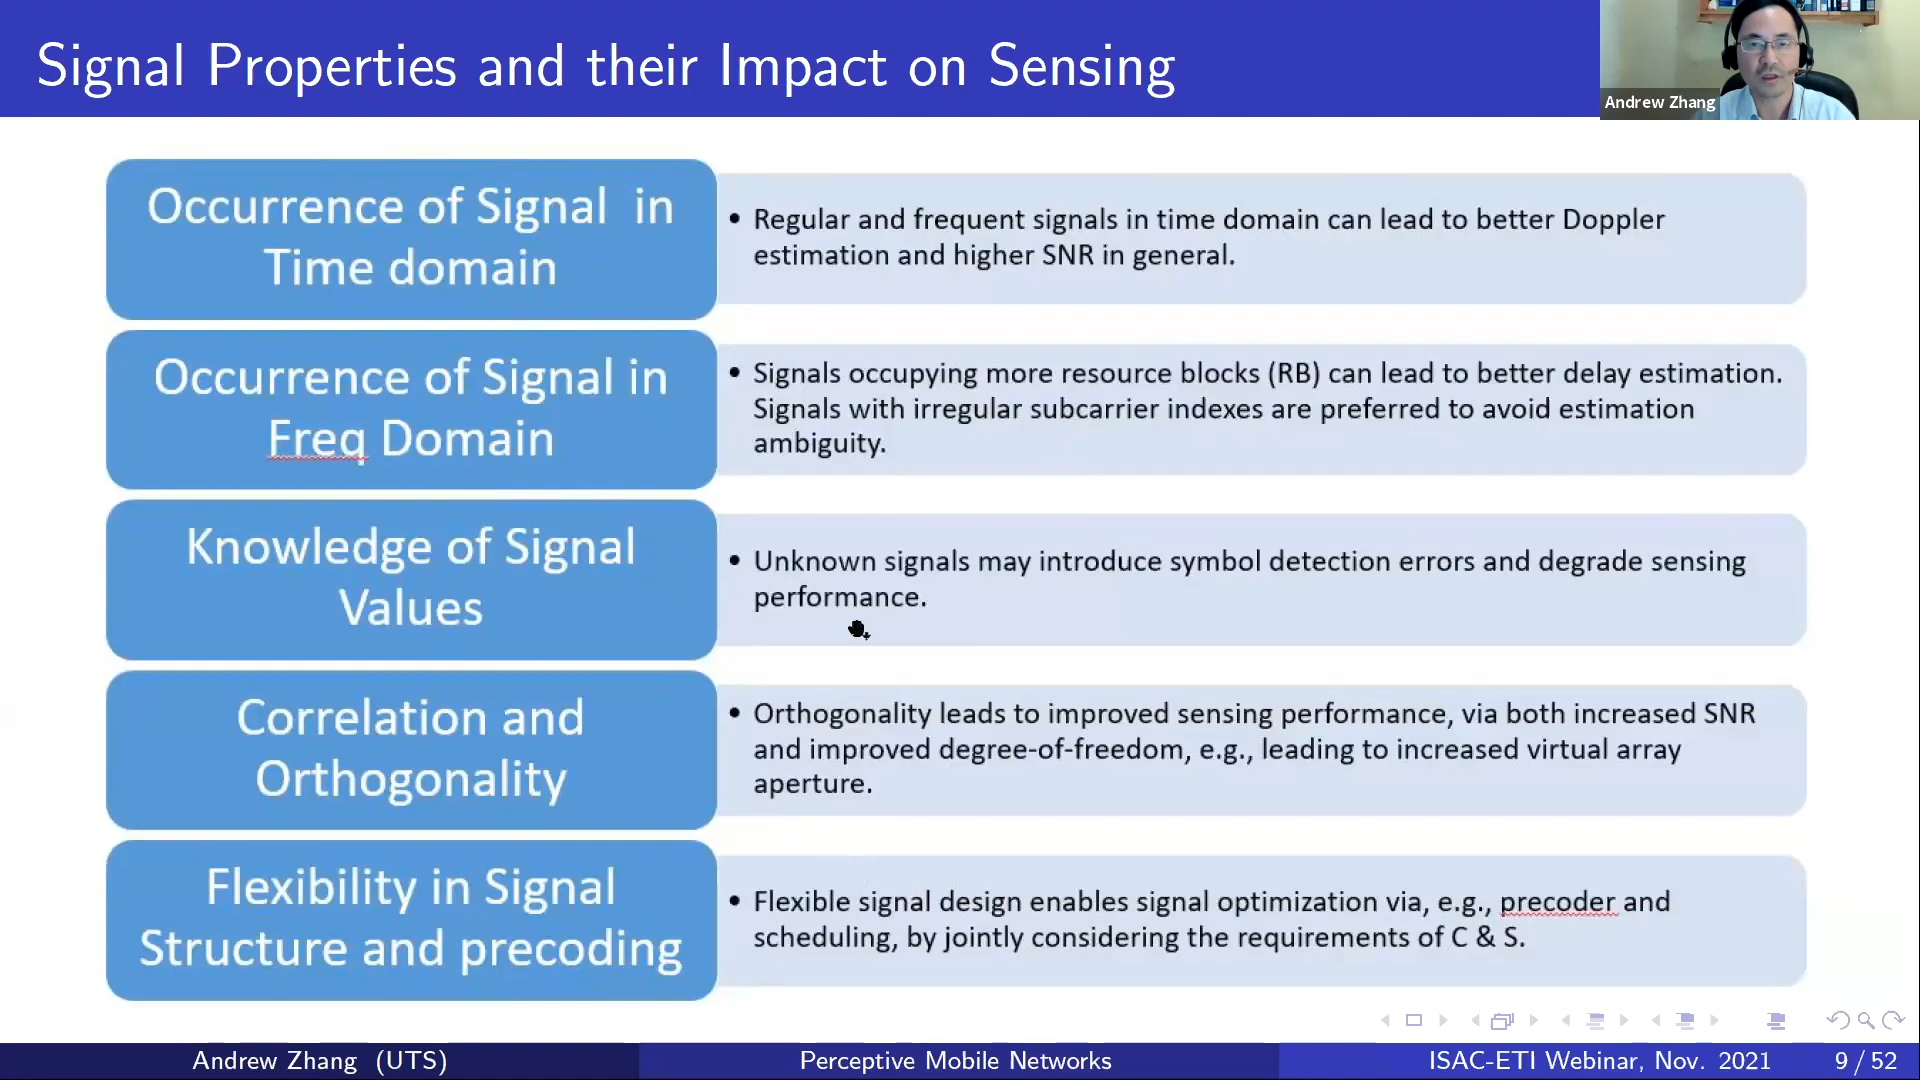 Signal Properties and their Impact on Sensing
Andrew Zhang
Occurrence of Signal in
Time domain
• Regular and frequent signals in time domain can lead to better Doppler
estimation and higher SNR in general.
Occurrence of Signal in
Freq Domain
• Signals occupying more resource blocks (RB) can lead to better delay estimation.
Signals with irregular subcarrier indexes are preferred to avoid estimation
ambiguity.
Knowledge of Signal
Values
• Unknown signals may introduce symbol detection errors and degrade sensing
performance.
Correlation and
Orthogonality
• Orthogonality leads to improved sensing performance, via both increased SNR
and improved degree-of-freedom, e.g., leading to increased virtual array
aperture.
Flexibility in Signal
Structure and precoding
• Flexible signal design enables signal optimization via, e.g., precoder and
scheduling, by jointly considering the requirements of C & S.
Andrew Zhang (UTS)
Perceptive Mobile Networks
ISAC-ETI Webinar, Nov. 2021
9 / 52